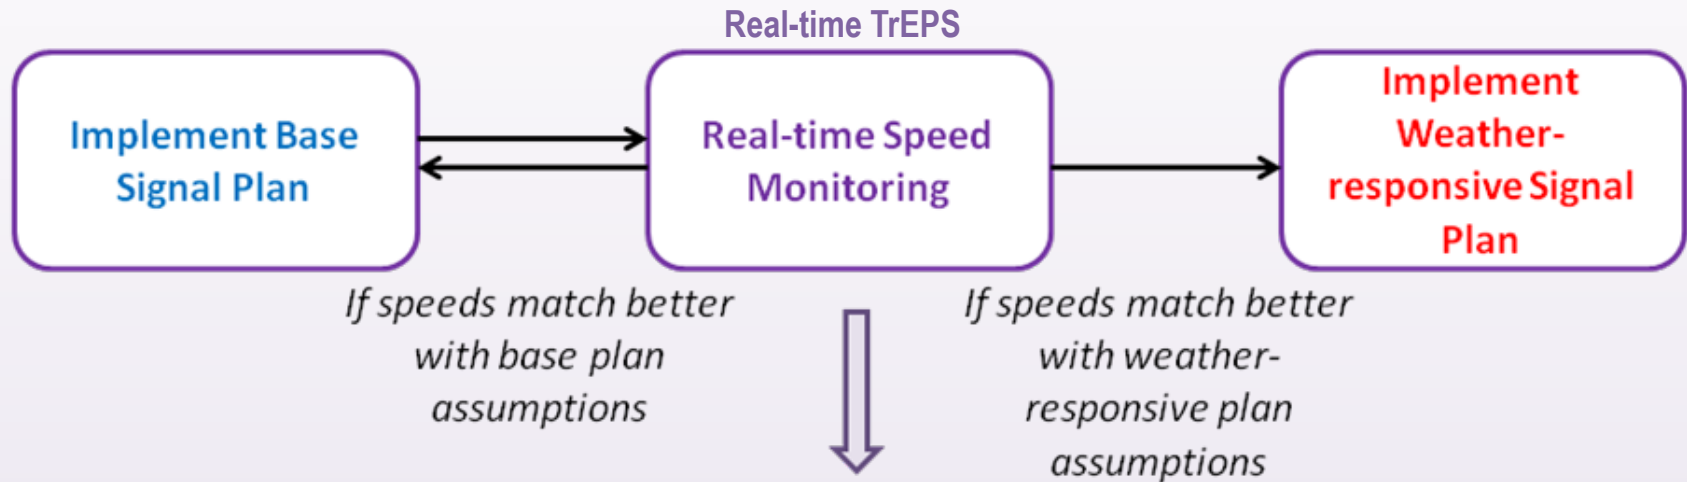 Real-time TrEPS
Implement Base
Signal Plan
Real-time Speed
Monitoring
Implement
Weather-
responsive Signal
Plan
If speeds match better
with base plan
assumptions
If speeds match better
with weather-
responsive plan
assumptions